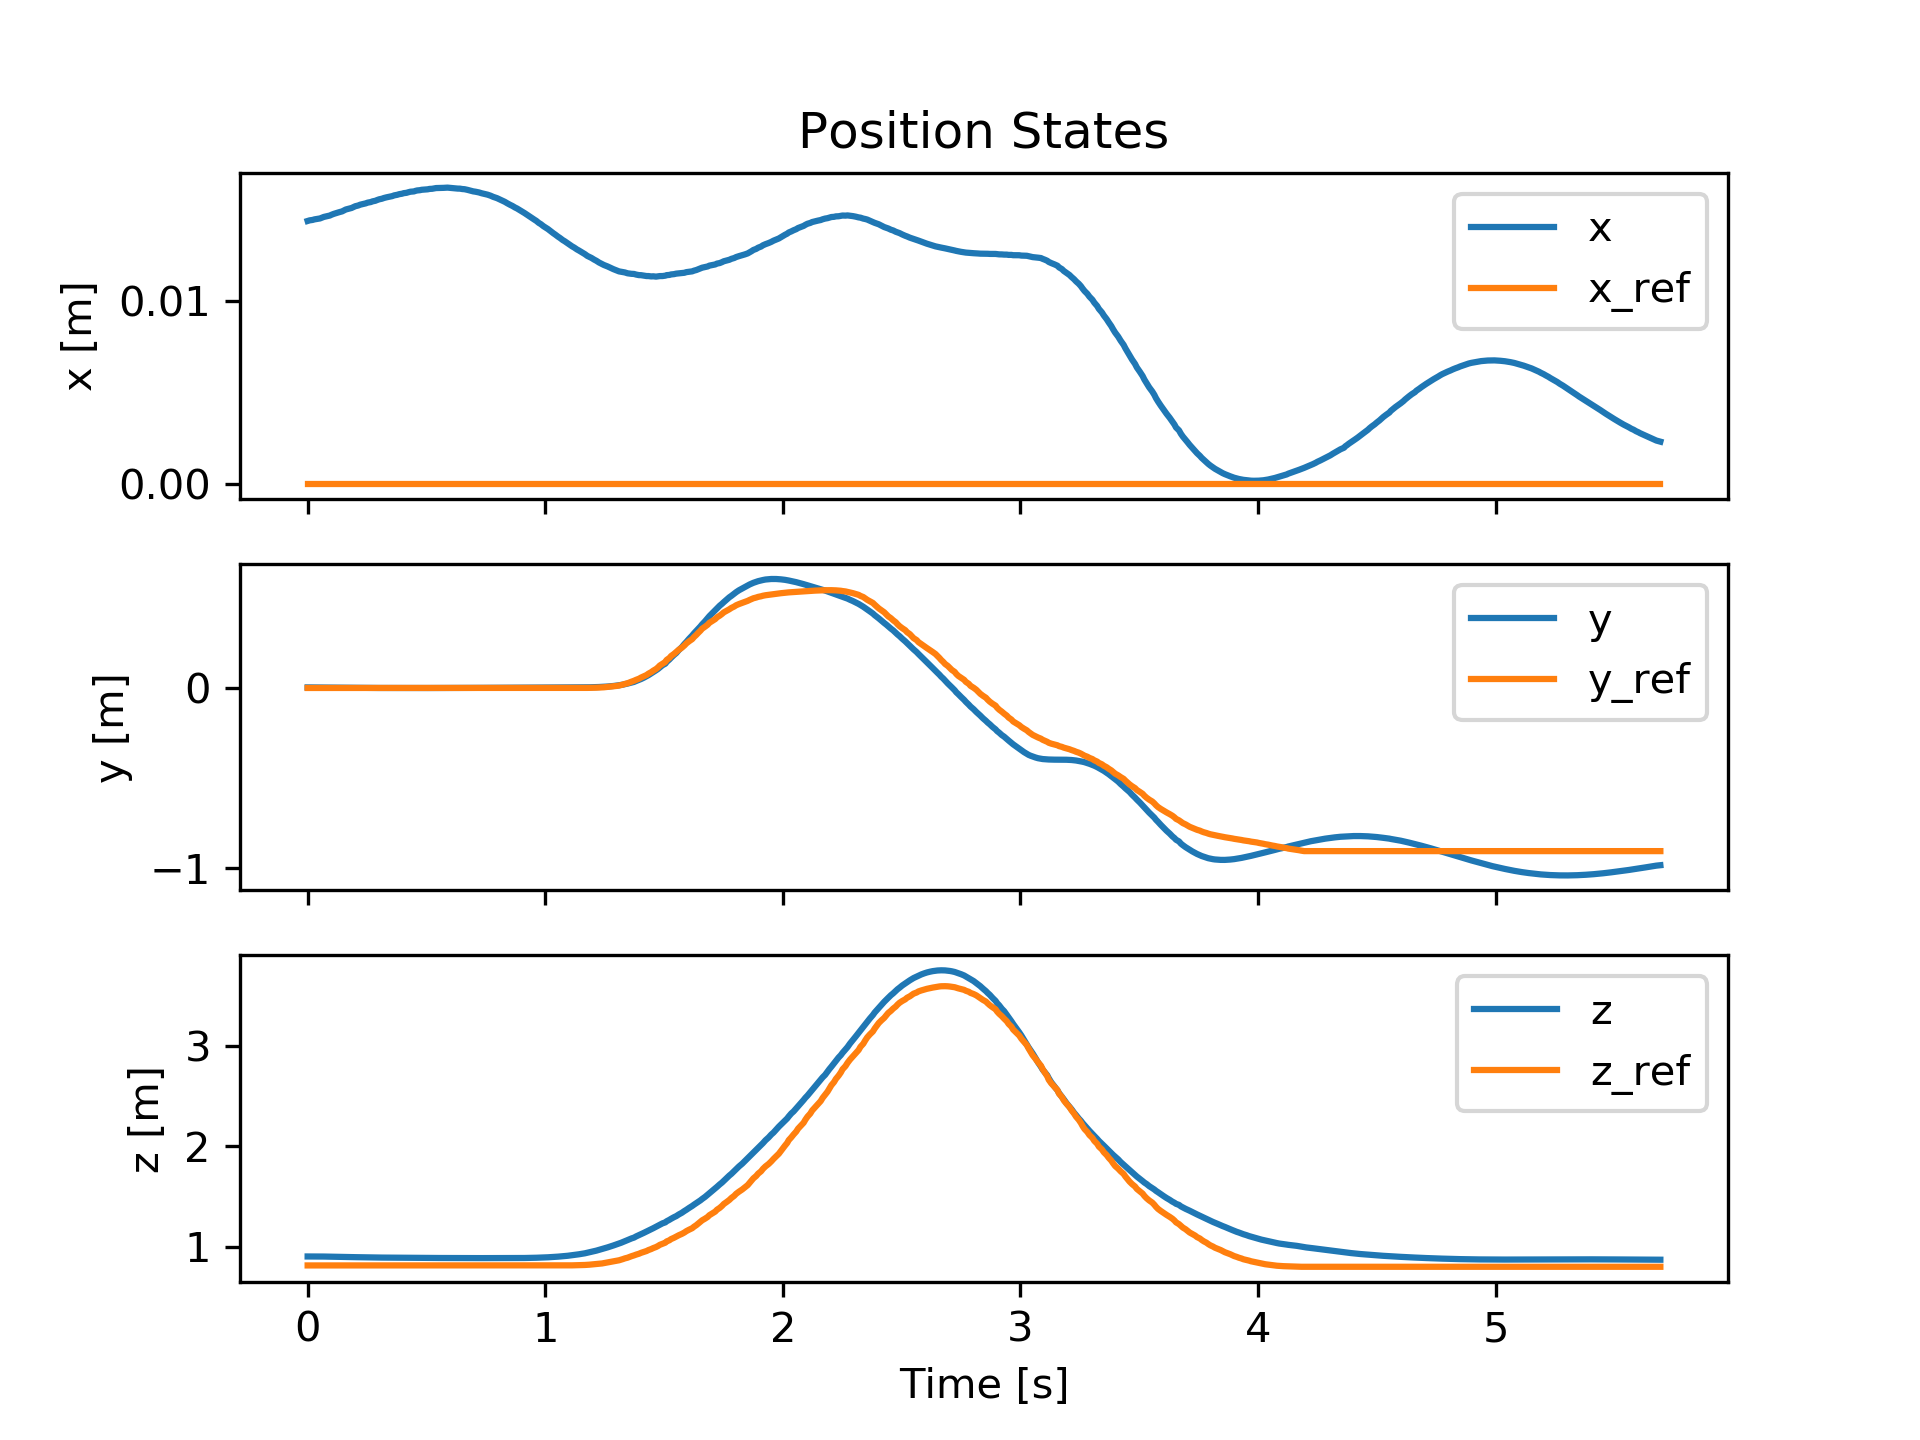 Position States
x [m]
0.01
0.00
x
x_ref
y [m]
0
−1
y
y_ref
z [m]
3
2
1
z
z_ref
0 1 2 3 4 5
Time [s]